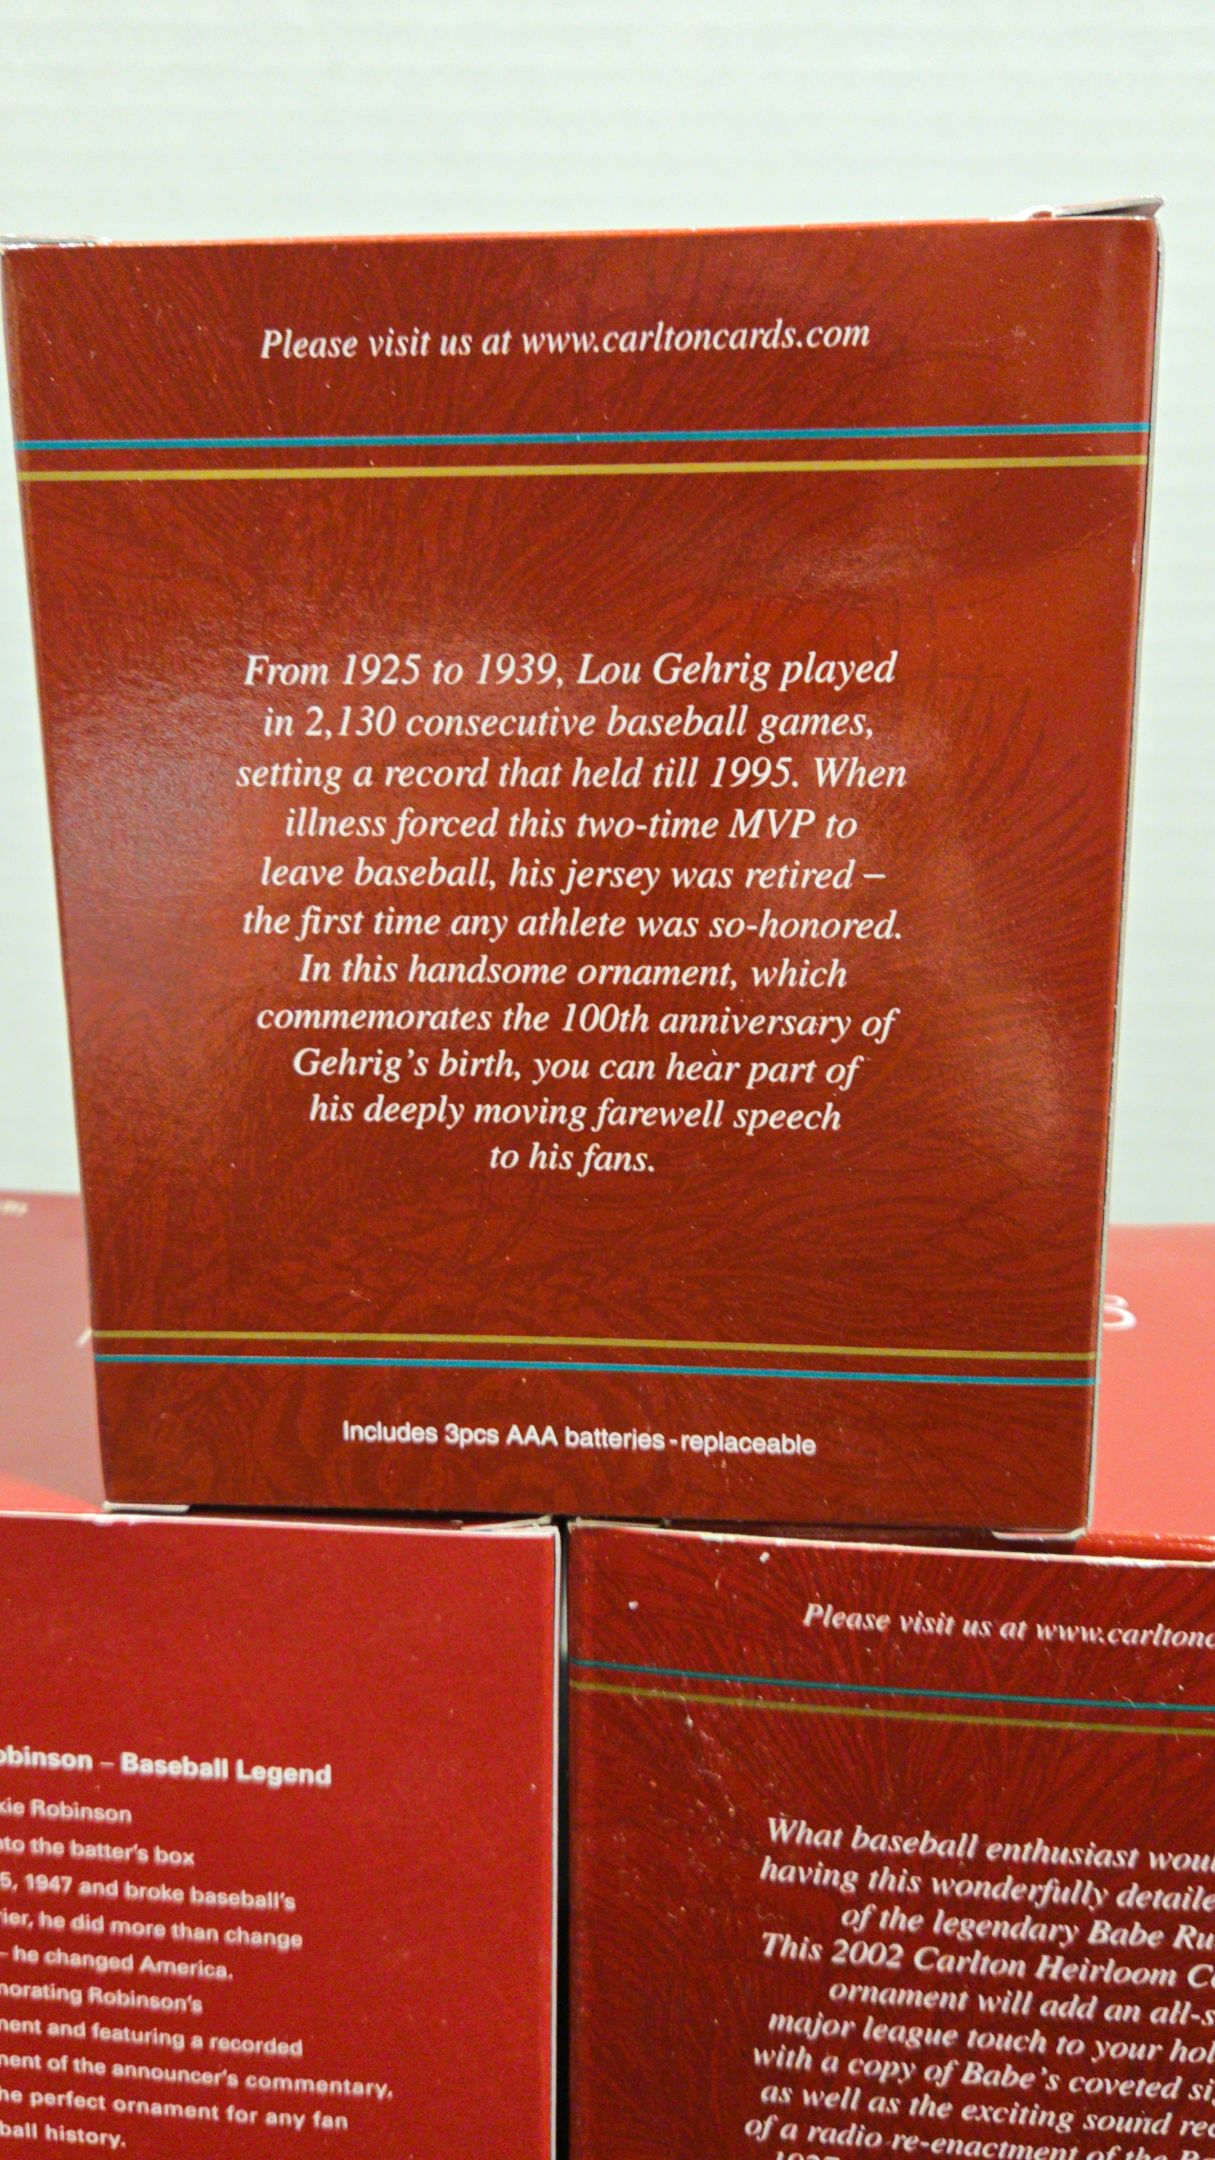 Please visit us at www.carltoncards.com
From 1925 to 1939, Lou Gehrig played
in 2,130 consecutive baseball games,
setting a record that held till 1995. When
illness forced this two-time MVP to
leave baseball, his jersey was retired –
the first time any athlete was so-honored.
In this handsome ornament, which
commemorates the 100th anniversary of
Gehrig's birth, you can hear part of
his deeply moving farewell speech
to his fans.
Includes 3pcs AAA batteries - replaceable
obinson – Baseball Legend
kie Robinson
nto the batter's box
5, 1947 and broke baseball's
rier, he did more than change
– he changed America.
norating Robinson's
ment and featuring a recorded
ment of the announcer's commentary,
he perfect ornament for any fan
ball history.
Please visit us at www.carltonc
What baseball enthusiast wou
having this wonderfully detaile
of the legendary Babe Ru
This 2002 Carlton Heirloom C
ornament will add an all-s
major league touch to your hol
with a copy of Babe's coveted si
as well as the exciting sound rec
of a radio re-enactment of the